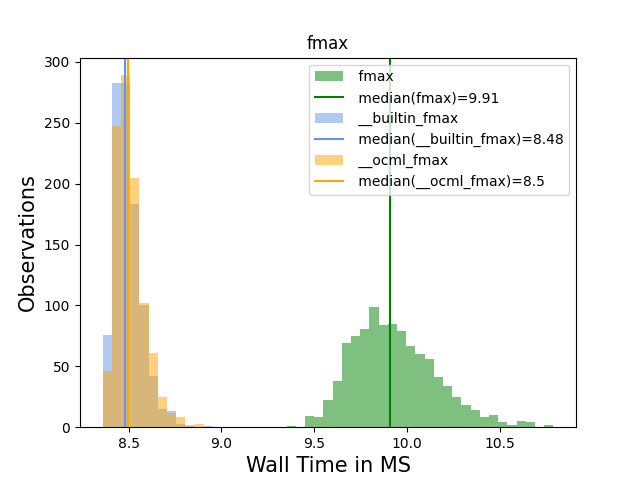 fmax
300
250
200
150
100
50
0
Observations
fmax
median(fmax)=9.91
__builtin_fmax
median(__builtin_fmax)=8.48
__ocml_fmax
median(__ocml_fmax)=8.5
8.5 9.0 9.5 10.0 10.5
Wall Time in MS